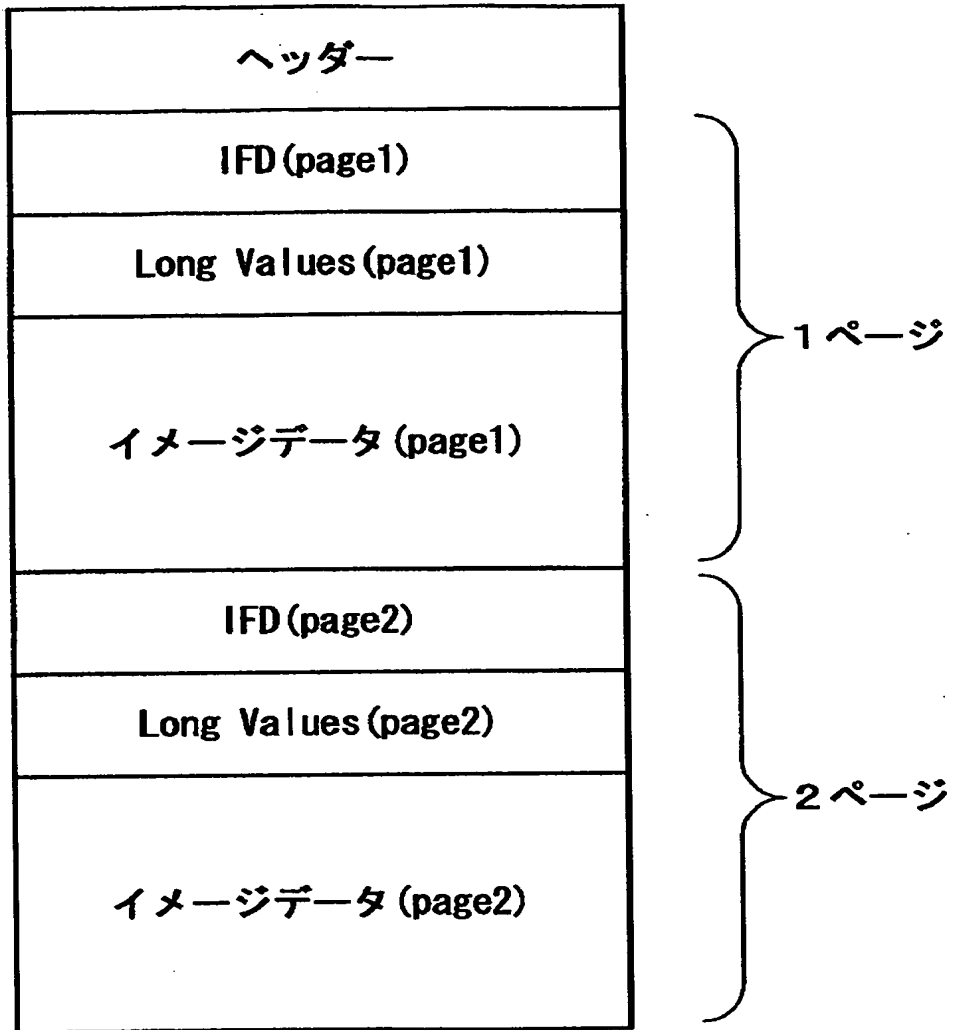 ヘッダー
IFD(page1)
Long Values(page1)
イメージデータ(page1)
1ページ
IFD(page2)
Long Values(page2)
イメージデータ(page2)
2ページ